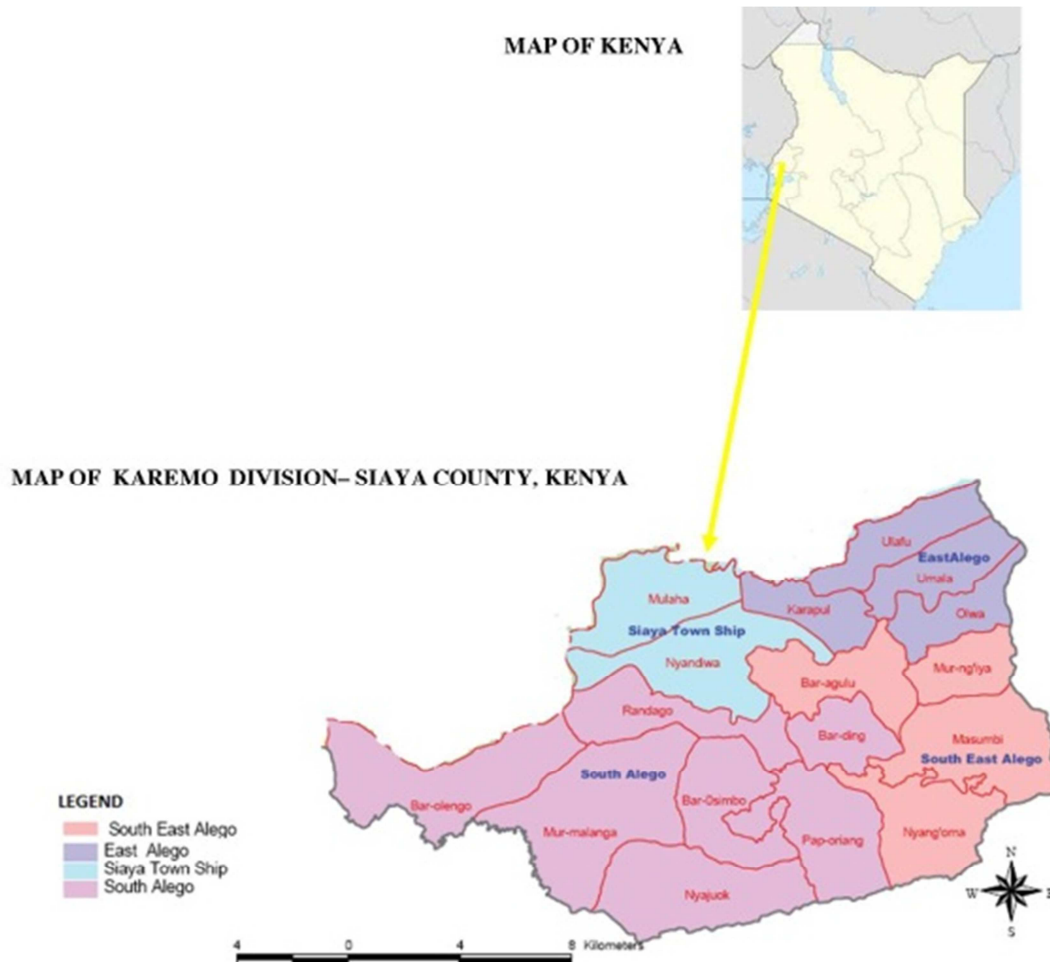 MAP OF KENYA
MAP OF KAREMO DIVISION– SIAYA COUNTY, KENYA
Ulafu
EastAlego
Umala
Mulaha
Karapul
Olwa
Siaya Town Ship
Nyandiwa
Mur-ng'iya
Bar-agulu
Randago
Bar-ding
Masumbi
South East Alego
South Alego
LEGEND
South East Alego
East Alego
Siaya Town Ship
South Alego
Bar-olengo
Bar-Osimbo
Mur-malanga
Pap-oriang
Nyang'oma
Nyajuok
N
W
E
S
4 0 4 8 Kilometers